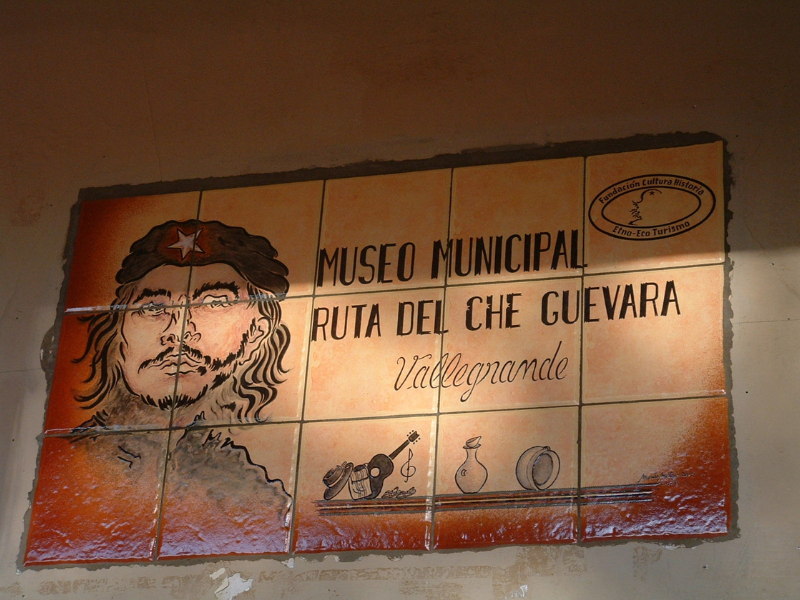 Fundación Cultura Historia
Etno-Eco Turismo
MUSEO MUNICIPAL
RUTA DEL CHE GUEVARA
Vallegrande